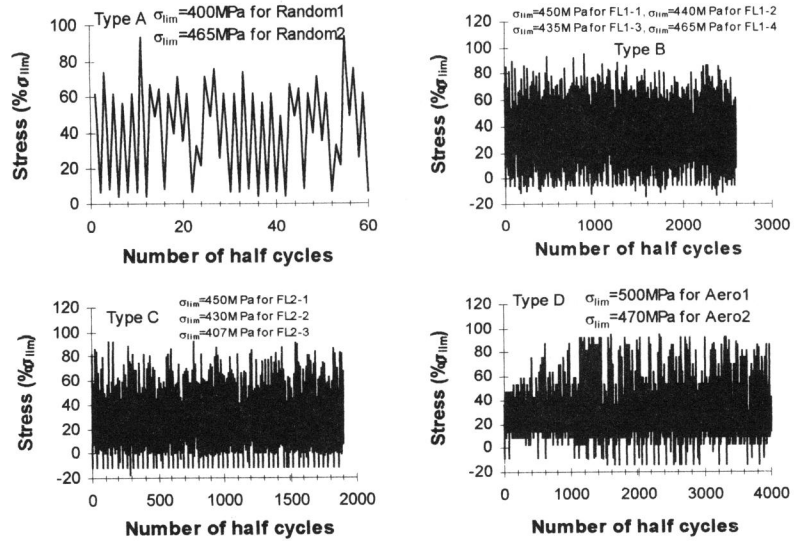 Type A
σlim=400MPa for Random1
σlim=465MPa for Random2
Stress (%σlim)
120
100
80
60
40
20
0
0 20 40 60
Number of half cycles
σlim=450MPa for FL1-1, σlim=440MPa for FL1-2
σlim=435MPa for FL1-3, σlim=465MPa for FL1-4
Type B
Stress (%σlim)
120
100
80
60
40
20
0
-20
0 1000 2000 3000
Number of half cycles
Type C
σlim=450MPa for FL2-1
σlim=430MPa for FL2-2
σlim=407MPa for FL2-3
Stress (%σlim)
120
100
80
60
40
20
0
-20
0 500 1000 1500 2000
Number of half cycles
Type D
σlim=500MPa for Aero1
σlim=470MPa for Aero2
Stress (%σlim)
120
100
80
60
40
20
0
-20
0 1000 2000 3000 4000
Number of half cycles